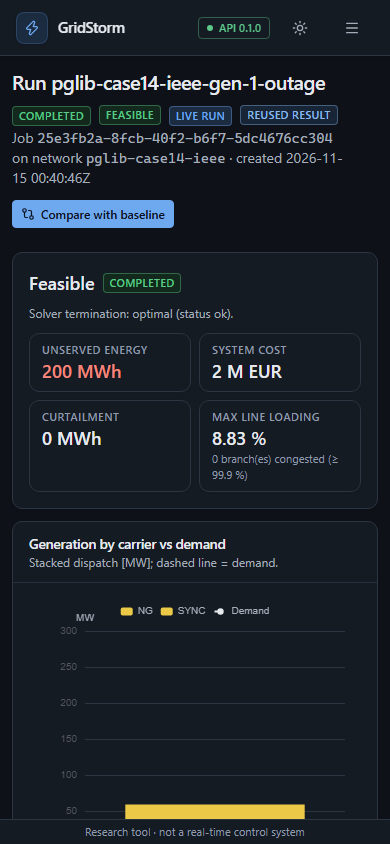 GridStorm
API 0.1.0
Run pglib-case14-ieee-gen-1-outage
COMPLETED FEASIBLE LIVE RUN REUSED RESULT
Job 25e3fb2a-8fcb-40f2-b6f7-5dc4676cc304
on network pglib-case14-ieee · created 2026-11-
15 00:40:46Z
Compare with baseline
Feasible COMPLETED
Solver termination: optimal (status ok).
UNSERVED ENERGY
200 MWh
SYSTEM COST
2 M EUR
CURTAILMENT
0 MWh
MAX LINE LOADING
8.83 %
0 branch(es) congested (≥
99.9 %)
Generation by carrier vs demand
Stacked dispatch [MW]; dashed line = demand.
NG SYNC Demand
MW
300
250
200
150
100
50
Research tool · not a real-time control system